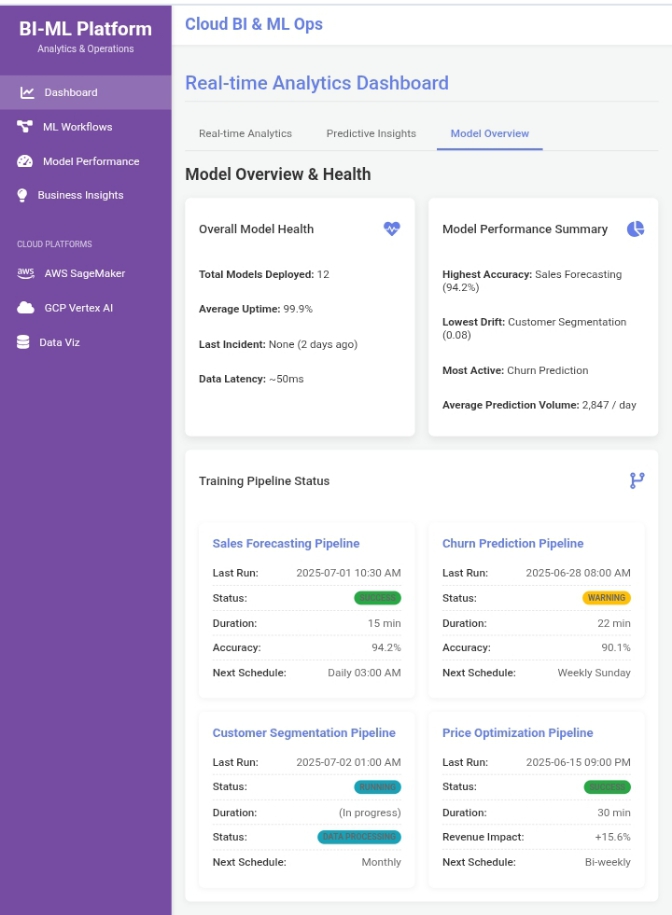 BI-ML Platform
Analytics & Operations
Dashboard
ML Workflows
Model Performance
Business Insights
CLOUD PLATFORMS
aws AWS SageMaker
GCP Vertex AI
Data Viz
Cloud BI & ML Ops
Real-time Analytics Dashboard
Real-time Analytics Predictive Insights Model Overview
Model Overview & Health
Overall Model Health
Total Models Deployed: 12
Average Uptime: 99.9%
Last Incident: None (2 days ago)
Data Latency: ~50ms
Model Performance Summary
Highest Accuracy: Sales Forecasting
(94.2%)
Lowest Drift: Customer Segmentation
(0.08)
Most Active: Churn Prediction
Average Prediction Volume: 2,847 / day
Training Pipeline Status
Sales Forecasting Pipeline
Last Run: 2025-07-01 10:30 AM
Status: SUCCESS
Duration: 15 min
Accuracy: 94.2%
Next Schedule: Daily 03:00 AM
Churn Prediction Pipeline
Last Run: 2025-06-28 08:00 AM
Status: WARNING
Duration: 22 min
Accuracy: 90.1%
Next Schedule: Weekly Sunday
Customer Segmentation Pipeline
Last Run: 2025-07-02 01:00 AM
Status: RUNNING
Duration: (In progress)
Status: DATA PROCESSING
Next Schedule: Monthly
Price Optimization Pipeline
Last Run: 2025-06-15 09:00 PM
Status: SUCCESS
Duration: 30 min
Revenue Impact: +15.6%
Next Schedule: Bi-weekly